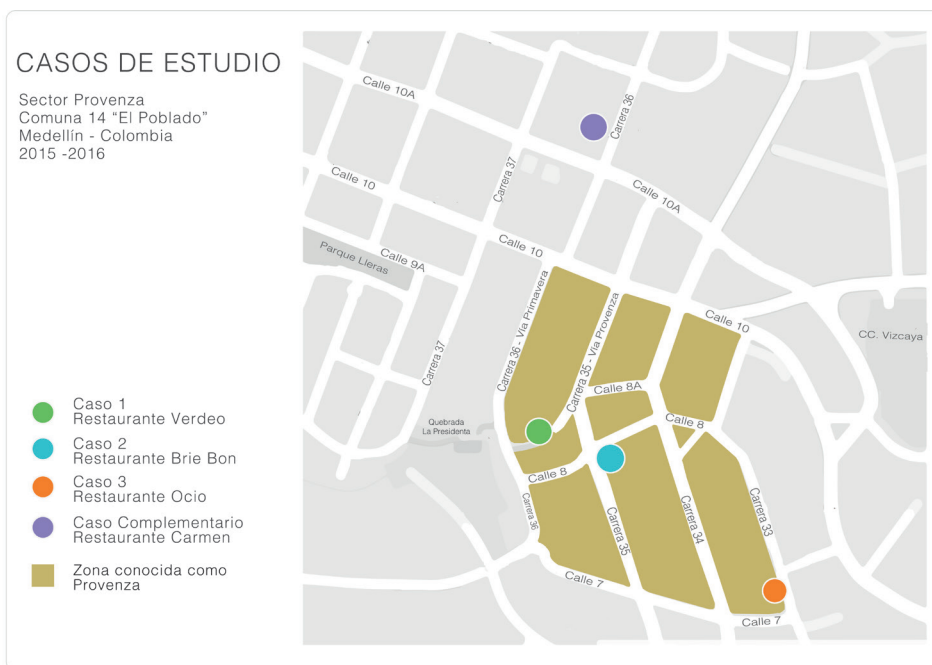 CASOS DE ESTUDIO
Sector Provenza
Comuna 14 “El Poblado”
Medellín - Colombia
2015 -2016
Caso 1
Restaurante Verdeo
Caso 2
Restaurante Brie Bon
Caso 3
Restaurante Ocio
Caso Complementario
Restaurante Carmen
Zona conocida como
Provenza
Calle 10A
Carrera 36
Carrera 37
Calle 10
Calle 10A
Calle 10
Calle 9A
Parque Lleras
Carrera 36 - Vía Primavera
Carrera 35 - Vía Provenza
Calle 10
CC. Vizcaya
Carrera 37
Calle 8A
Quebrada
La Presidenta
Calle 8
Calle 8
Carrera 36
Carrera 35
Carrera 34
Carrera 33
Calle 7
Calle 7